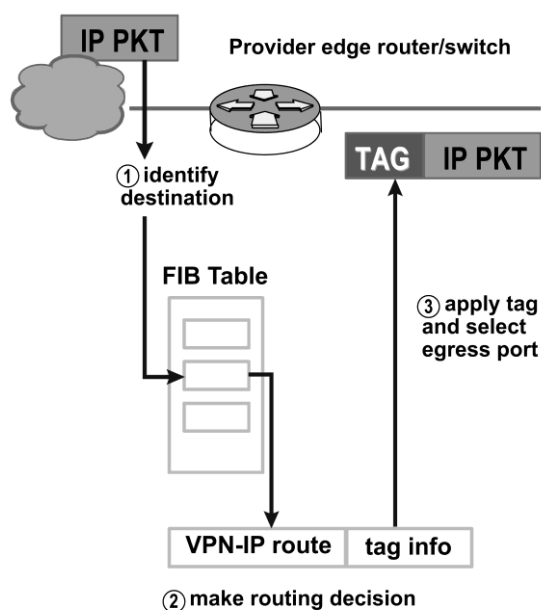 IP PKT
Provider edge router/switch
TAG IP PKT
① identify
destination
FIB Table
③ apply tag
and select
egress port
VPN-IP route tag info
② make routing decision